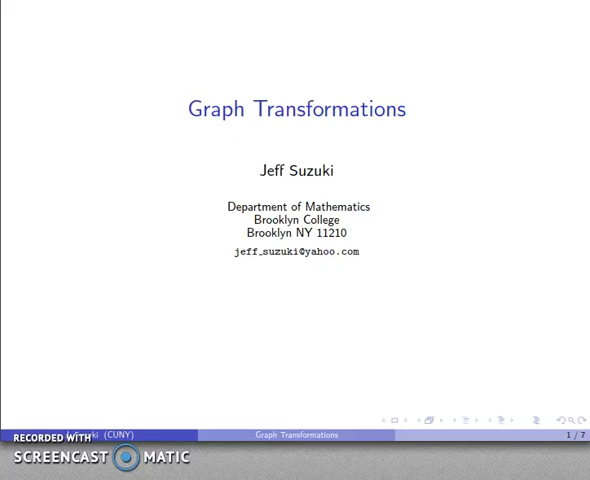 Graph Transformations
Jeff Suzuki
Department of Mathematics
Brooklyn College
Brooklyn NY 11210
jeff_suzuki@yahoo.com
(CUNY)
Graph Transformations
1 / 7
RECORDED WITH
SCREENCAST MATIC